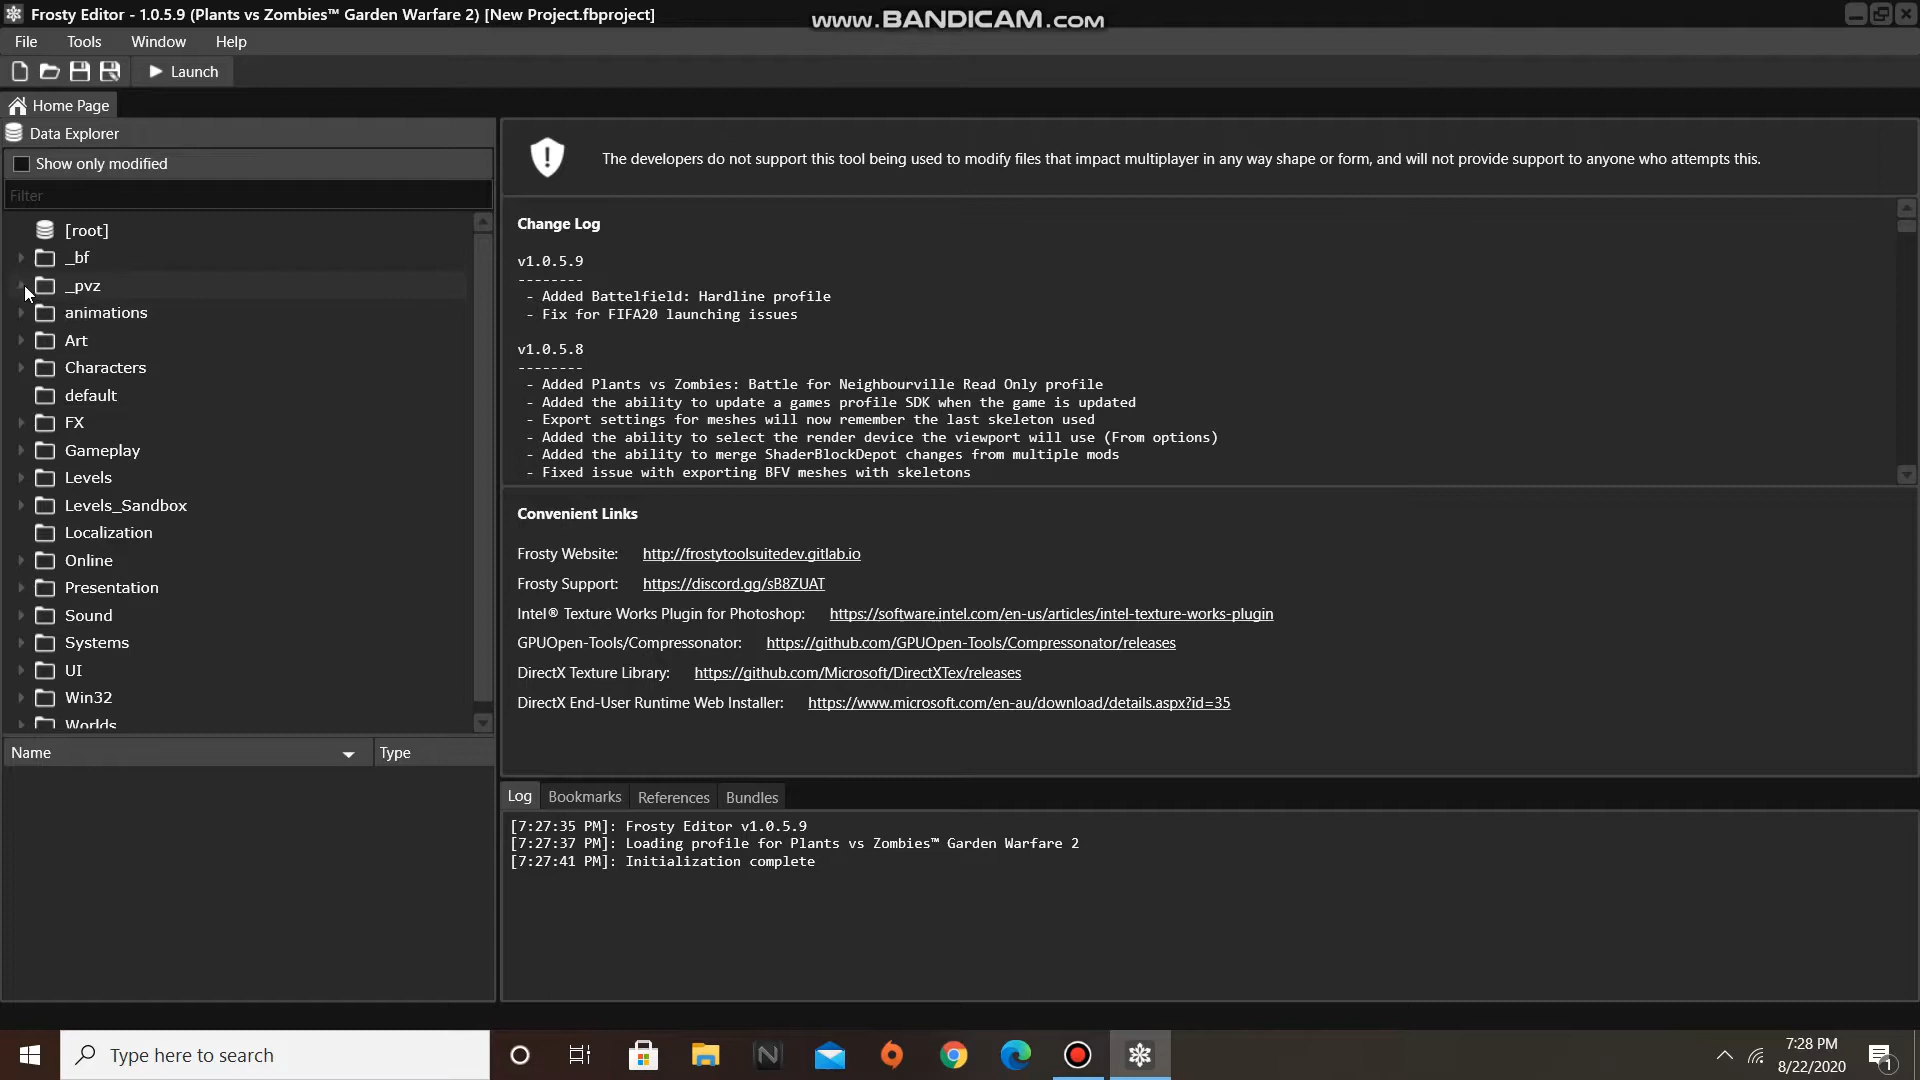 Frosty Editor - 1.0.5.9 (Plants vs Zombies™ Garden Warfare 2) [New Project.fbproject]
www.BANDICAM.com
File Tools Window Help
Launch
Home Page
Data Explorer
Show only modified
Filter
[root]
_bf
_pvz
animations
Art
Characters
default
FX
Gameplay
Levels
Levels_Sandbox
Localization
Online
Presentation
Sound
Systems
UI
Win32
Worlds
Name Type
The developers do not support this tool being used to modify files that impact multiplayer in any way shape or form, and will not provide support to anyone who attempts this.
Change Log
v1.0.5.9
--------
- Added Battelfield: Hardline profile
- Fix for FIFA20 launching issues
v1.0.5.8
--------
- Added Plants vs Zombies: Battle for Neighbourville Read Only profile
- Added the ability to update a games profile SDK when the game is updated
- Export settings for meshes will now remember the last skeleton used
- Added the ability to select the render device the viewport will use (From options)
- Added the ability to merge ShaderBlockDepot changes from multiple mods
- Fixed issue with exporting BFV meshes with skeletons
Convenient Links
Frosty Website: http://frostytoolsuitedev.gitlab.io
Frosty Support: https://discord.gg/sB8ZUAT
Intel® Texture Works Plugin for Photoshop: https://software.intel.com/en-us/articles/intel-texture-works-plugin
GPUOpen-Tools/Compressonator: https://github.com/GPUOpen-Tools/Compressonator/releases
DirectX Texture Library: https://github.com/Microsoft/DirectXTex/releases
DirectX End-User Runtime Web Installer: https://www.microsoft.com/en-au/download/details.aspx?id=35
Log Bookmarks References Bundles
[7:27:35 PM]: Frosty Editor v1.0.5.9
[7:27:37 PM]: Loading profile for Plants vs Zombies™ Garden Warfare 2
[7:27:41 PM]: Initialization complete
Type here to search
7:28 PM
8/22/2020
1